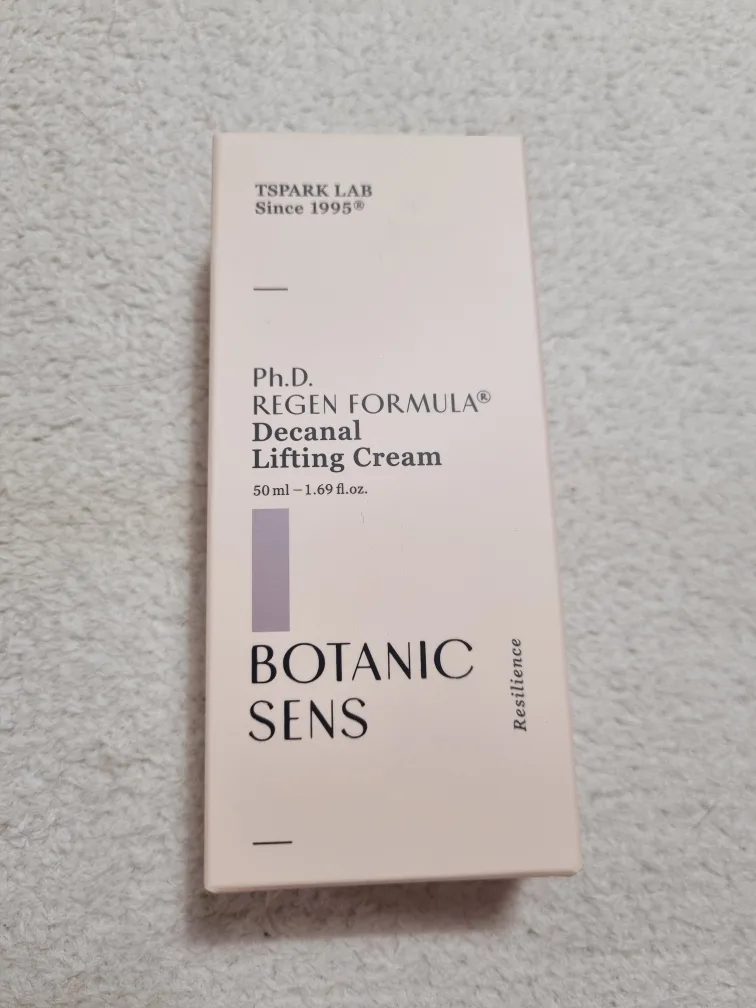 TSPARK LAB
Since 1995®
Ph.D.
REGEN FORMULA®
Decanal
Lifting Cream
50 ml – 1.69 fl.oz.
BOTANIC
SENS
Resilience